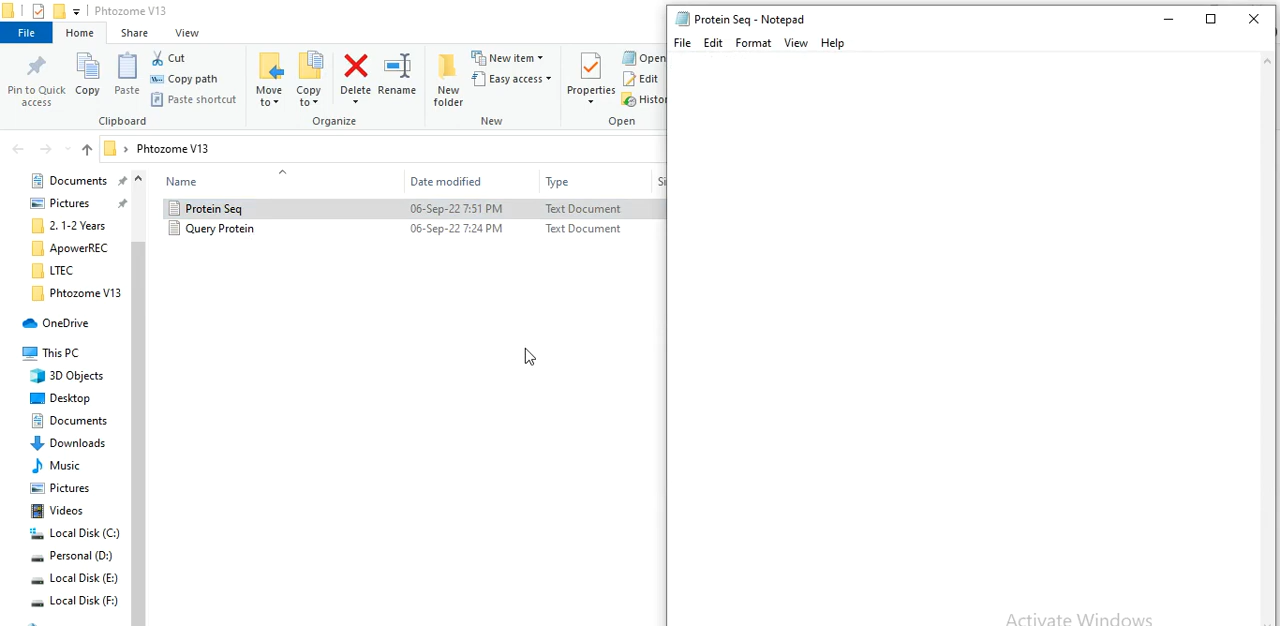 Phtozome V13
File Home Share View
Pin to Quick access
Copy
Paste
Cut
Copy path
Paste shortcut
Clipboard
Move to
Copy to
Delete
Rename
Organize
New folder
New item
Easy access
New
Properties
Open
Edit
Open
Phtozome V13
Name Date modified Type
Protein Seq 06-Sep-22 7:51 PM Text Document
Query Protein 06-Sep-22 7:24 PM Text Document
Documents
Pictures
2. 1-2 Years
ApowerREC
LTEC
Phtozome V13
OneDrive
This PC
3D Objects
Desktop
Documents
Downloads
Music
Pictures
Videos
Local Disk (C:)
Personal (D:)
Local Disk (E:)
Local Disk (F:)
Protein Seq - Notepad
File Edit Format View Help
Activate Windows